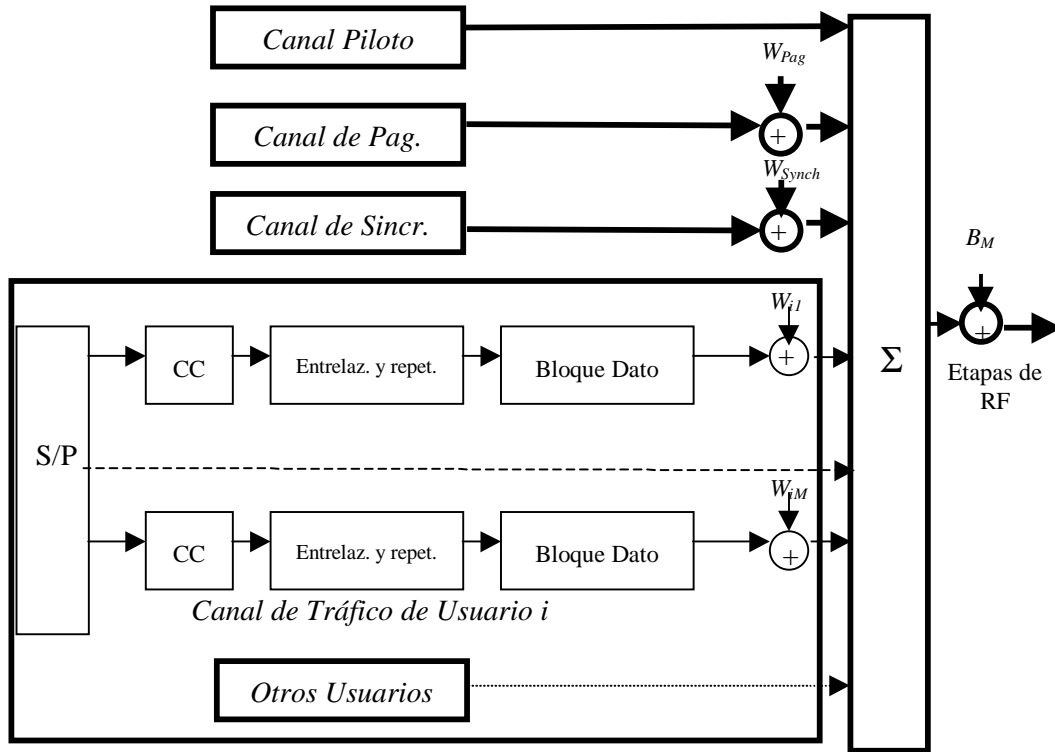 Canal Piloto
W_Pag
Canal de Pag.
+
W_Synch
Canal de Sincr.
+
B_M
+
Etapas de
RF
Σ
S/P
CC
Entrelaz. y repet.
Bloque Dato
W_i1
+
CC
Entrelaz. y repet.
Bloque Dato
W_iM
+
Canal de Tráfico de Usuario i
Otros Usuarios